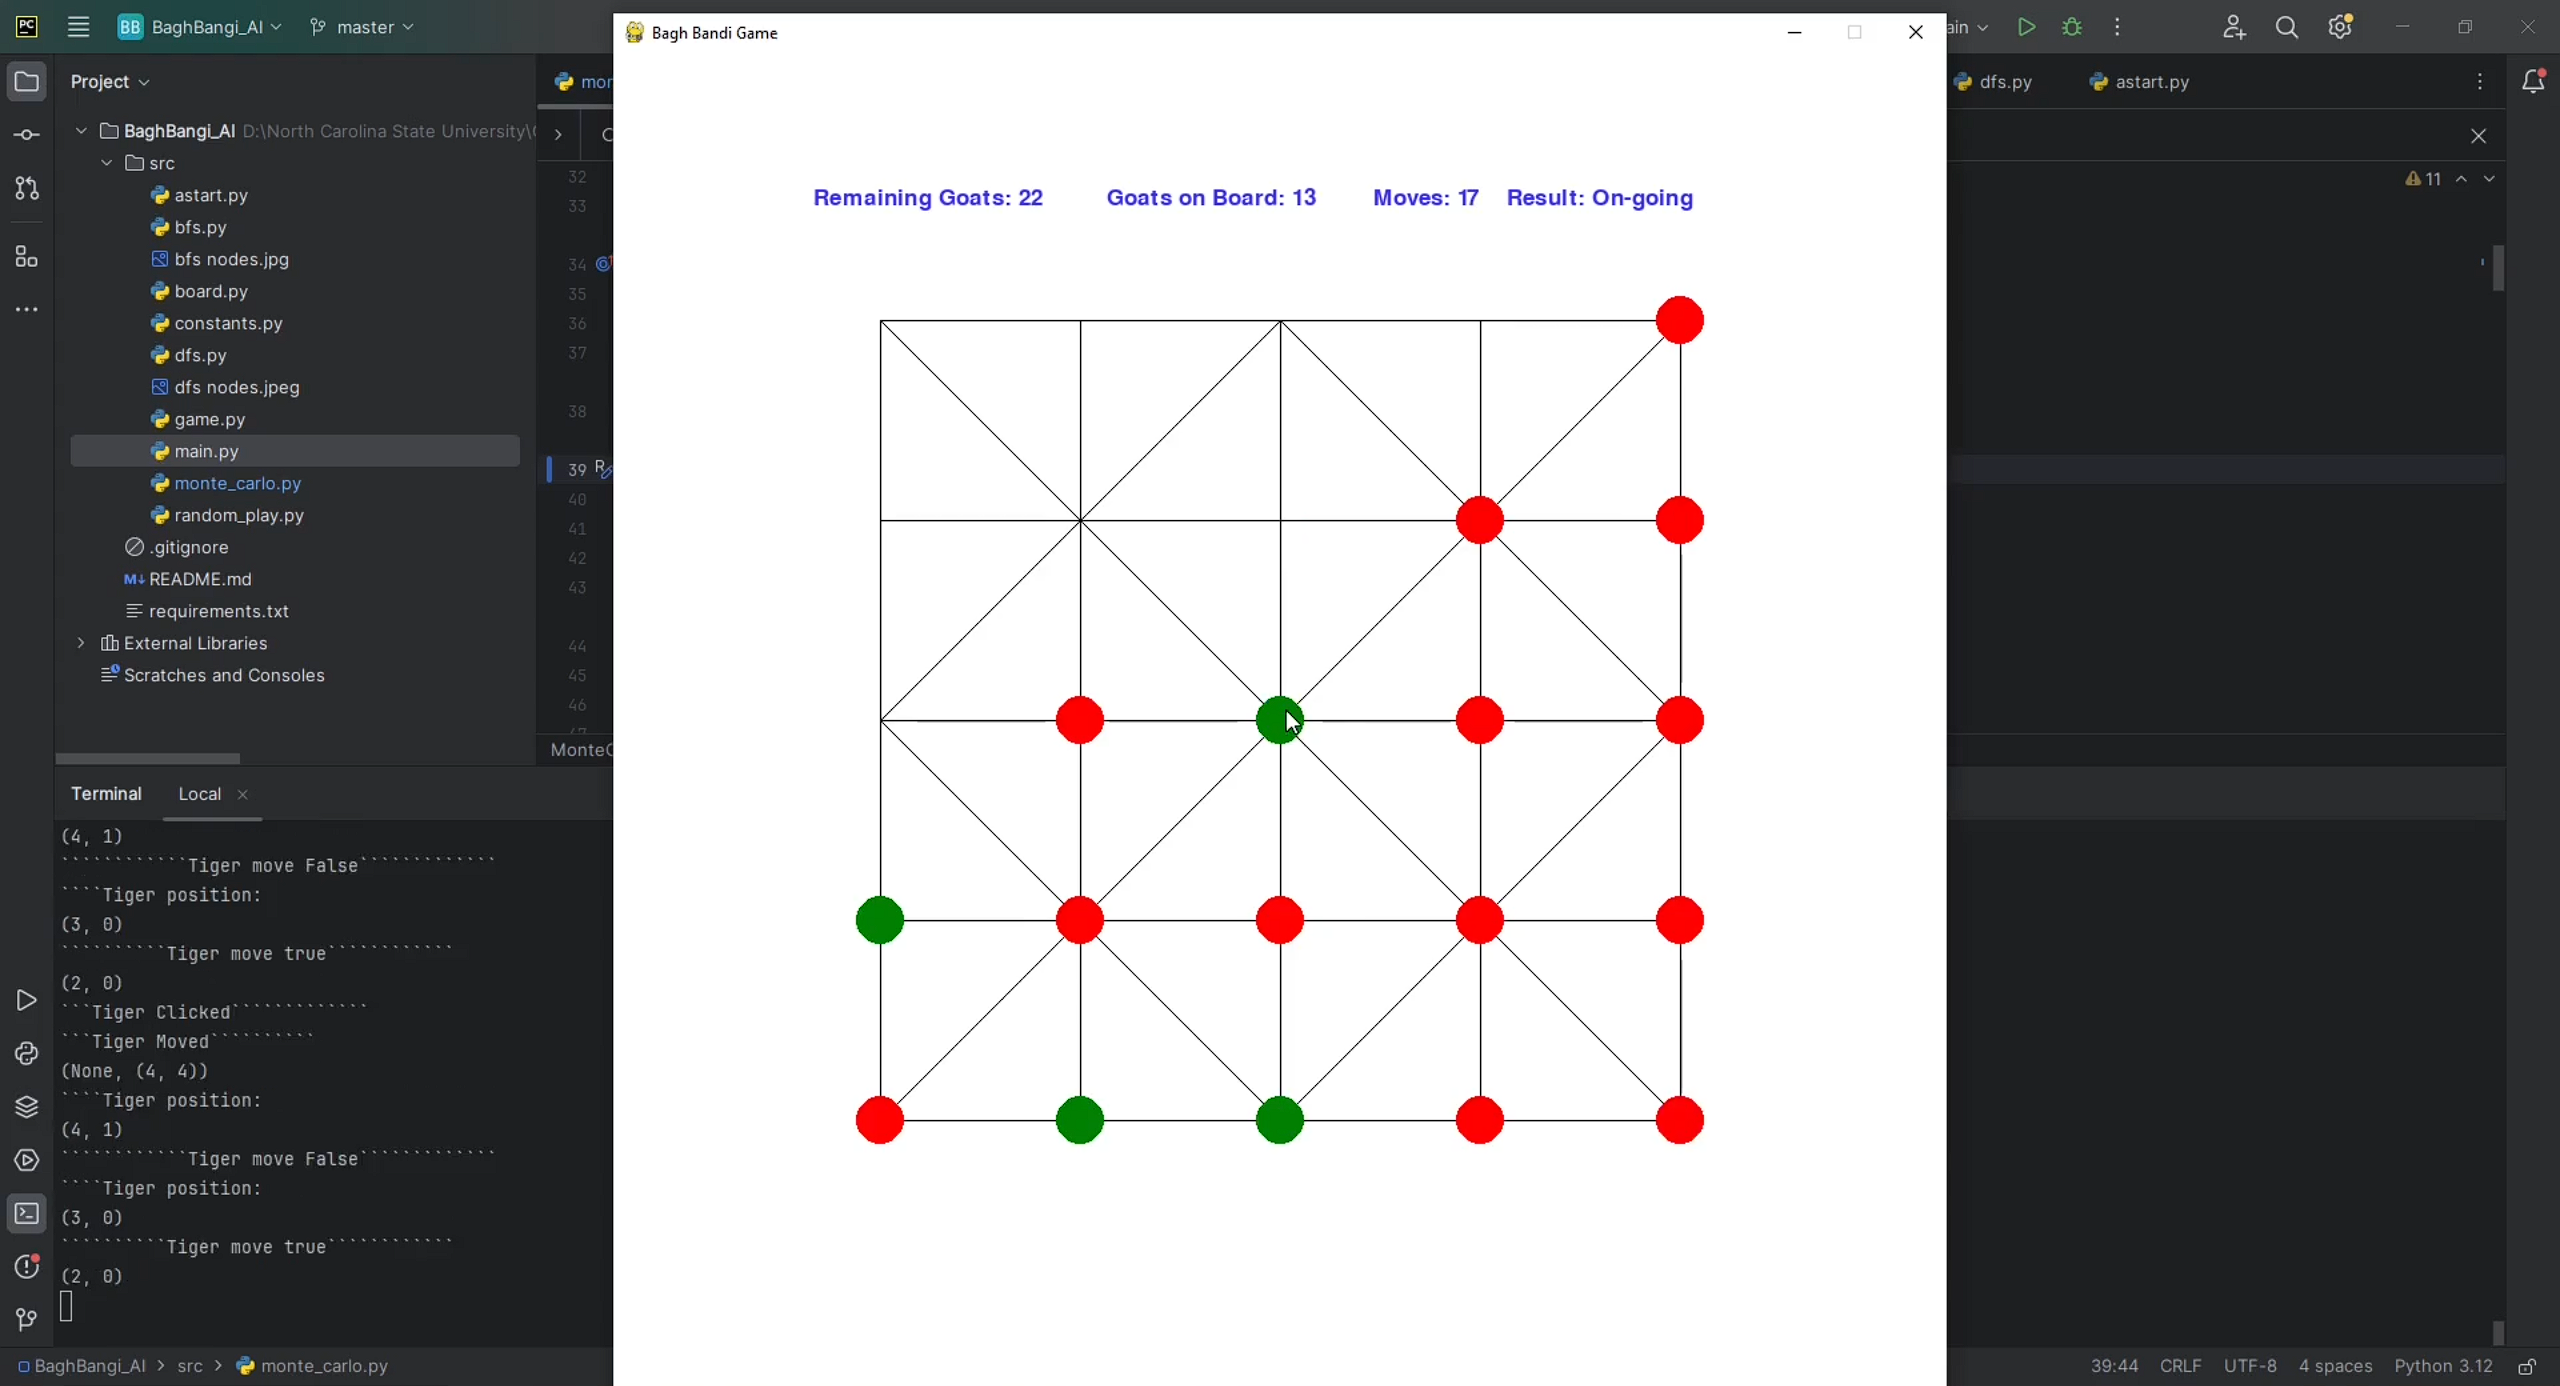 PC
BB BaghBangi_AI master
Bagh Bandi Game
ain
Project
mon
dfs.py
astart.py
BaghBangi_AI D:\North Carolina State University\
src
astart.py
bfs.py
bfs nodes.jpg
board.py
constants.py
dfs.py
dfs nodes.jpeg
game.py
main.py
monte_carlo.py
random_play.py
.gitignore
M↓ README.md
requirements.txt
External Libraries
Scratches and Consoles
32
33
34
35
36
37
38
39
40
41
42
43
44
45
46
11
Remaining Goats: 22 Goats on Board: 13 Moves: 17 Result: On-going
MonteC
Terminal Local
(4, 1)
````````````Tiger move False`````````````
````Tiger position:
(3, 0)
``````````Tiger move true````````````
(2, 0)
```Tiger Clicked`````````````
```Tiger Moved``````````
(None, (4, 4))
````Tiger position:
(4, 1)
````````````Tiger move False`````````````
````Tiger position:
(3, 0)
``````````Tiger move true````````````
(2, 0)
BaghBangi_AI > src > monte_carlo.py
39:44 CRLF UTF-8 4 spaces Python 3.12